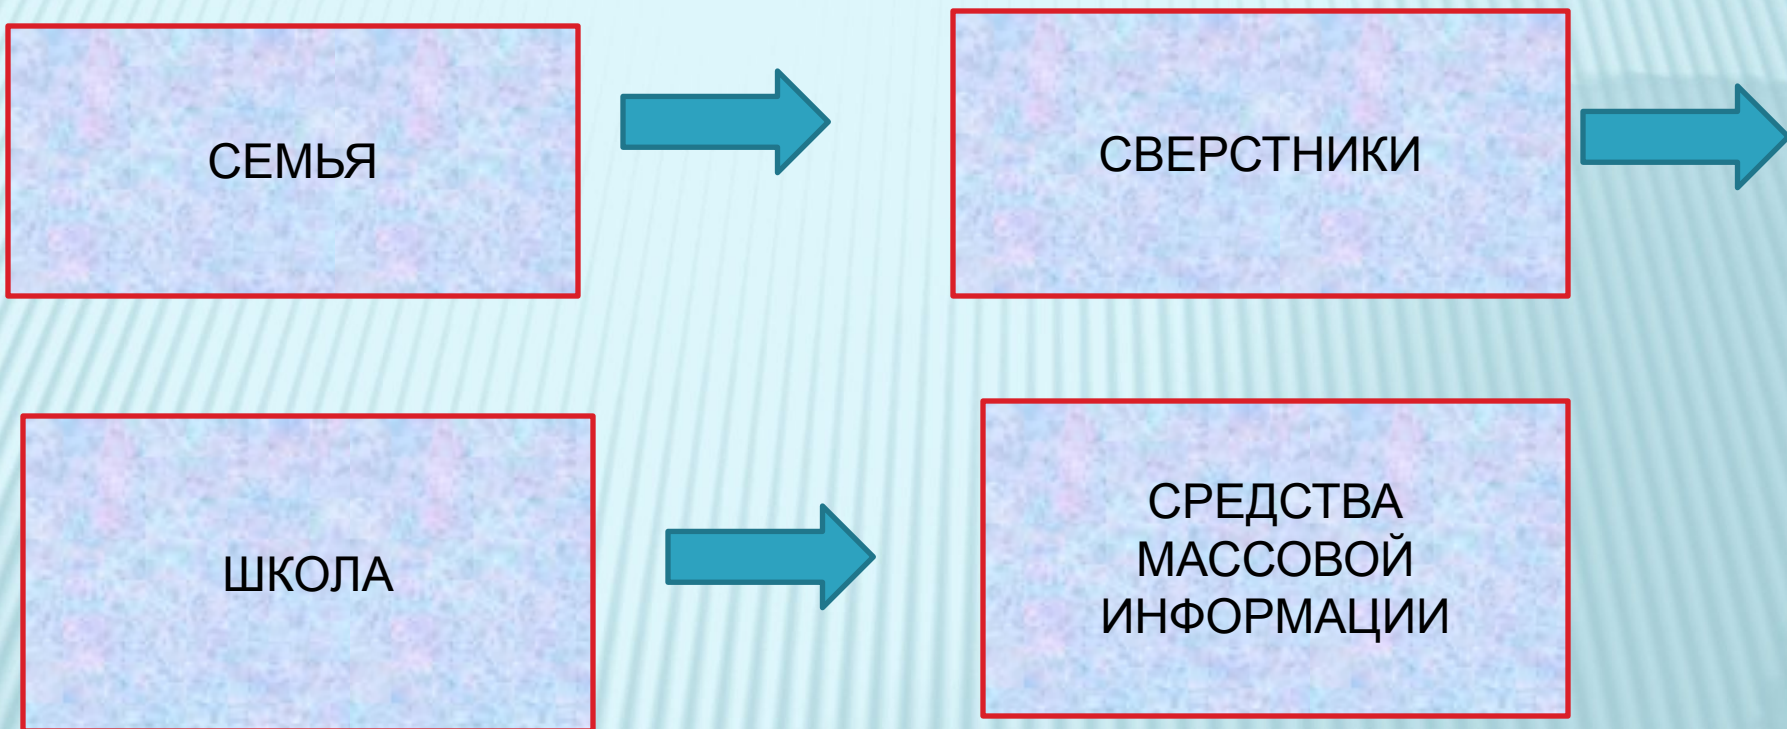 СЕМЬЯ
СВЕРСТНИКИ
ШКОЛА
СРЕДСТВА
МАССОВОЙ
ИНФОРМАЦИИ